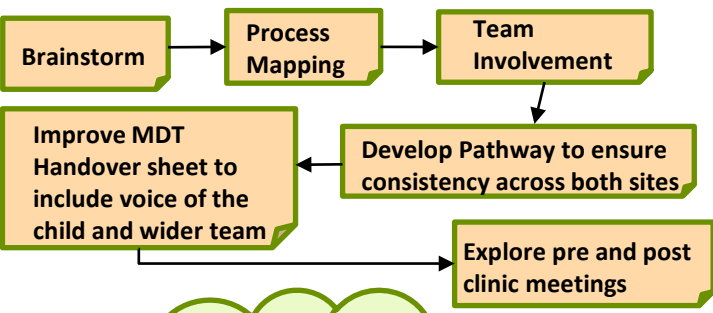 Brainstorm
Process
Mapping
Team
Involvement
Develop Pathway to ensure
consistency across both sites
Improve MDT
Handover sheet to
include voice of the
child and wider team
Explore pre and post
clinic meetings